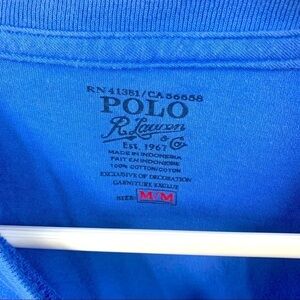 RN 41381/CA 56658
POLO
R. Lauren
& Co
EST. 1967
MADE IN INDONESIA
FAIT EN INDONESIE
100% COTTON/COTON
EXCLUSIVE OF DECORATION
GARNITURE EXCLUE
SIZE: M/M